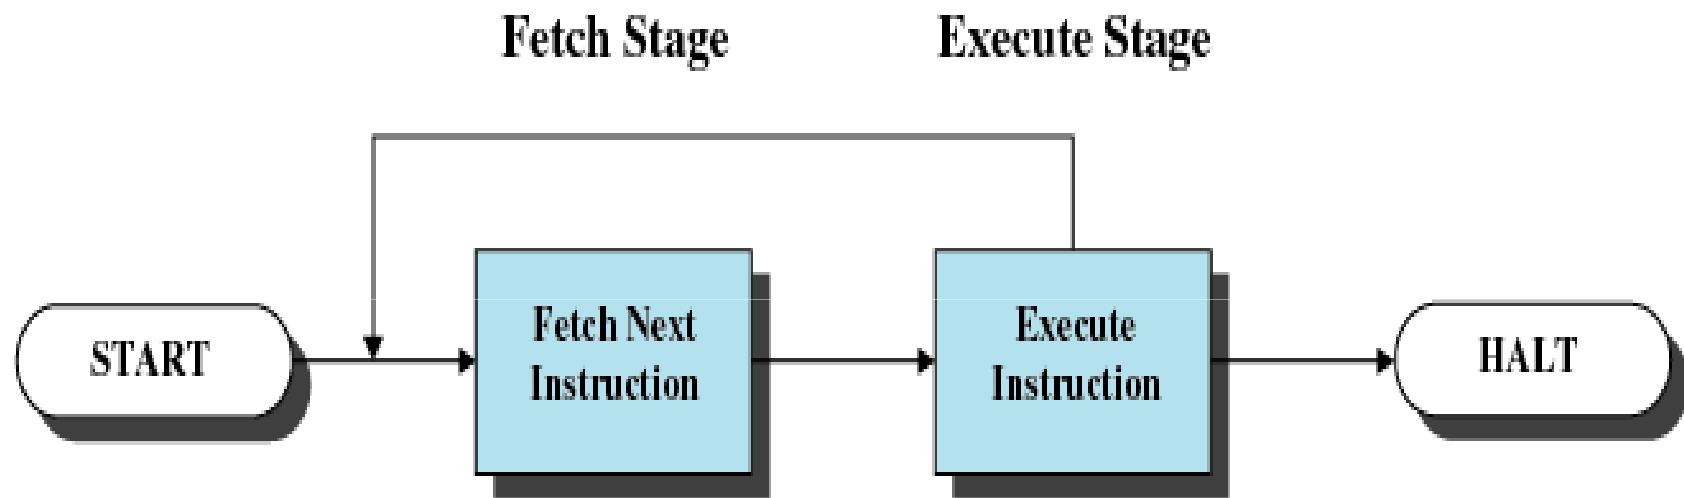 Fetch Stage
Execute Stage
START
Fetch Next
Instruction
Execute
Instruction
HALT